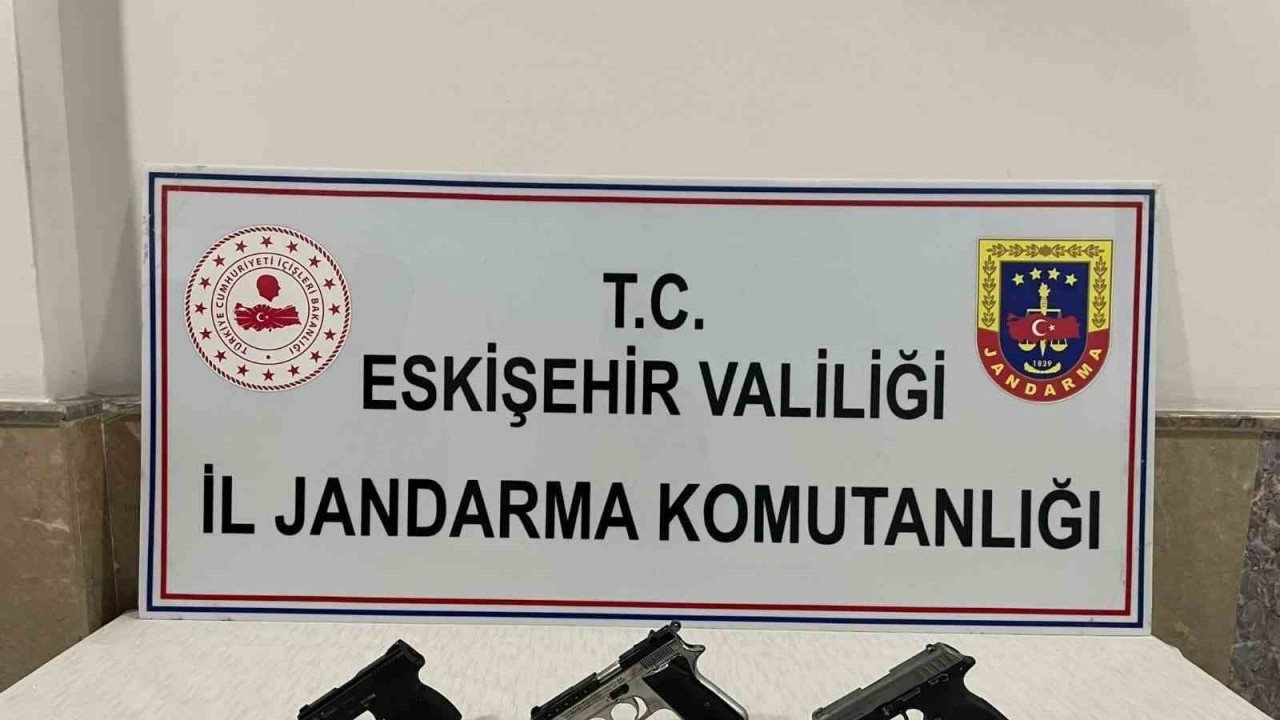 T.C.
ESKİŞEHİR VALİLİĞİ
İL JANDARMA KOMUTANLIĞI
TÜRKİYE CUMHURİYETİ İÇİŞLERİ BAKANLIĞI
1839
JANDARMA